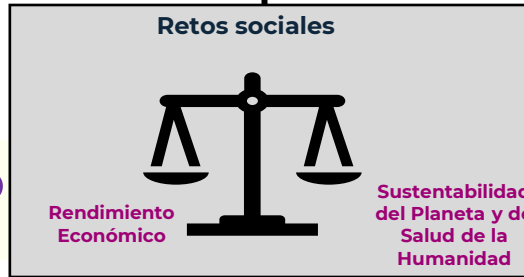 Retos sociales
Rendimiento
Económico
Sustentabilidad
del Planeta y de
Salud de la
Humanidad